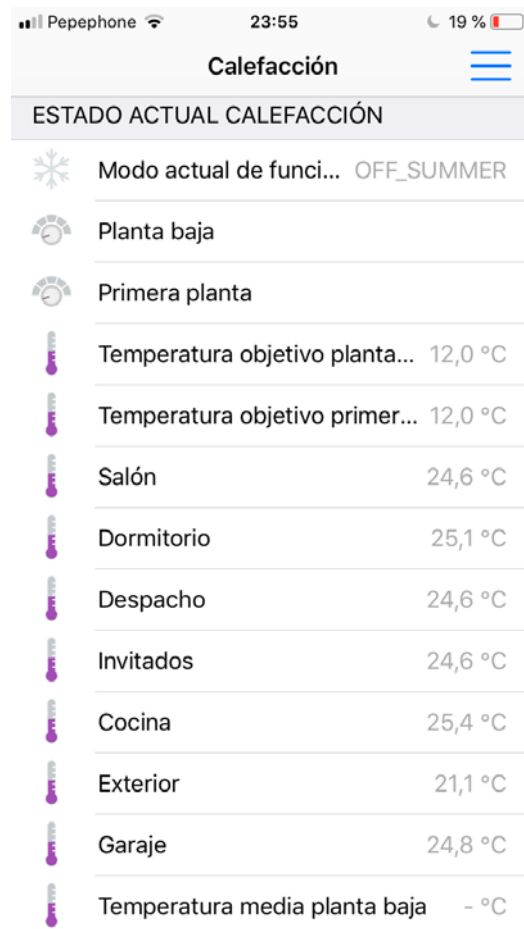 Pepephone 23:55 19 %
Calefacción
ESTADO ACTUAL CALEFACCIÓN
Modo actual de funci... OFF_SUMMER
Planta baja
Primera planta
Temperatura objetivo planta... 12,0 °C
Temperatura objetivo primer... 12,0 °C
Salón 24,6 °C
Dormitorio 25,1 °C
Despacho 24,6 °C
Invitados 24,6 °C
Cocina 25,4 °C
Exterior 21,1 °C
Garaje 24,8 °C
Temperatura media planta baja - °C